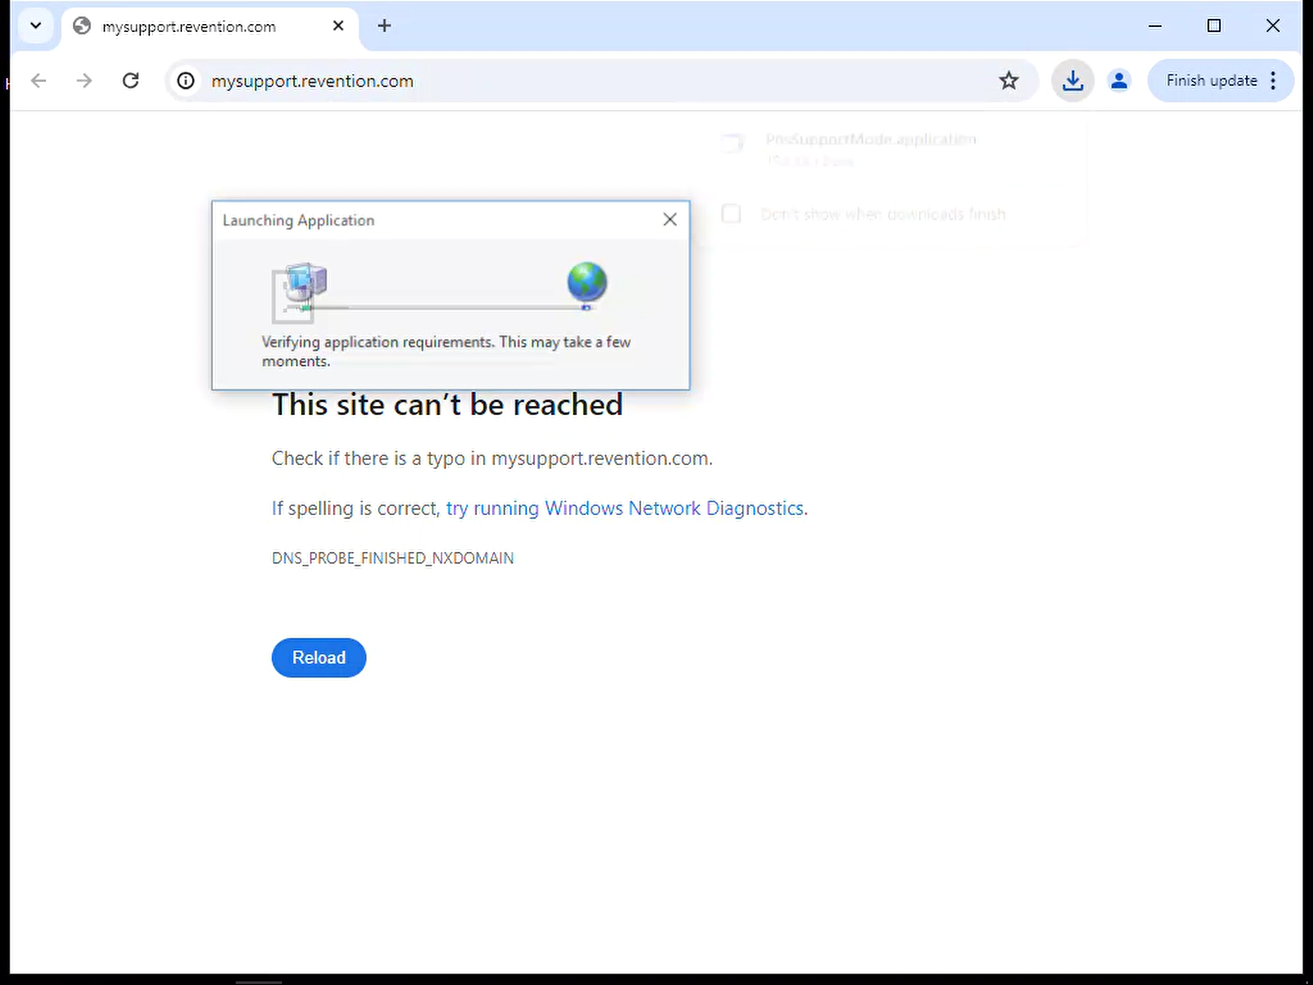 mysupport.revention.com
mysupport.revention.com
Finish update
PosSupportMode.application
Don't show when downloads finish
Launching Application
Verifying application requirements. This may take a few
moments.
This site can’t be reached
Check if there is a typo in mysupport.revention.com.
If spelling is correct, try running Windows Network Diagnostics.
DNS_PROBE_FINISHED_NXDOMAIN
Reload